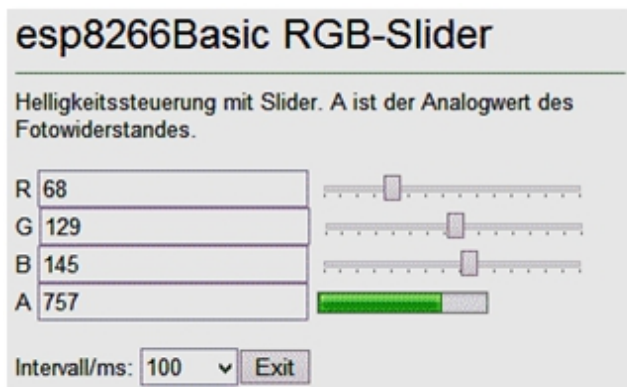 esp8266Basic RGB-Slider
Helligkeitssteuerung mit Slider. A ist der Analogwert des
Fotowiderstandes.
R 68
G 129
B 145
A 757
Intervall/ms: 100 Exit